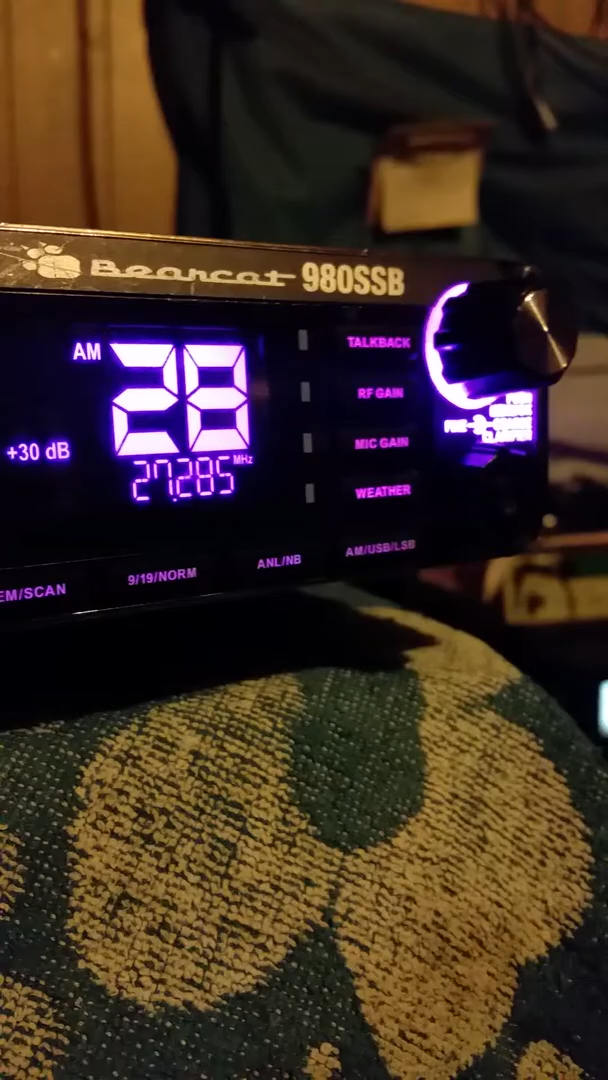 Bearcat 980SSB
AM
28
TALKBACK
RF GAIN
+30 dB
27.285 MHz
MIC GAIN
WEATHER
EM/SCAN
9/19/NORM
ANL/NB
AM/USB/LSB